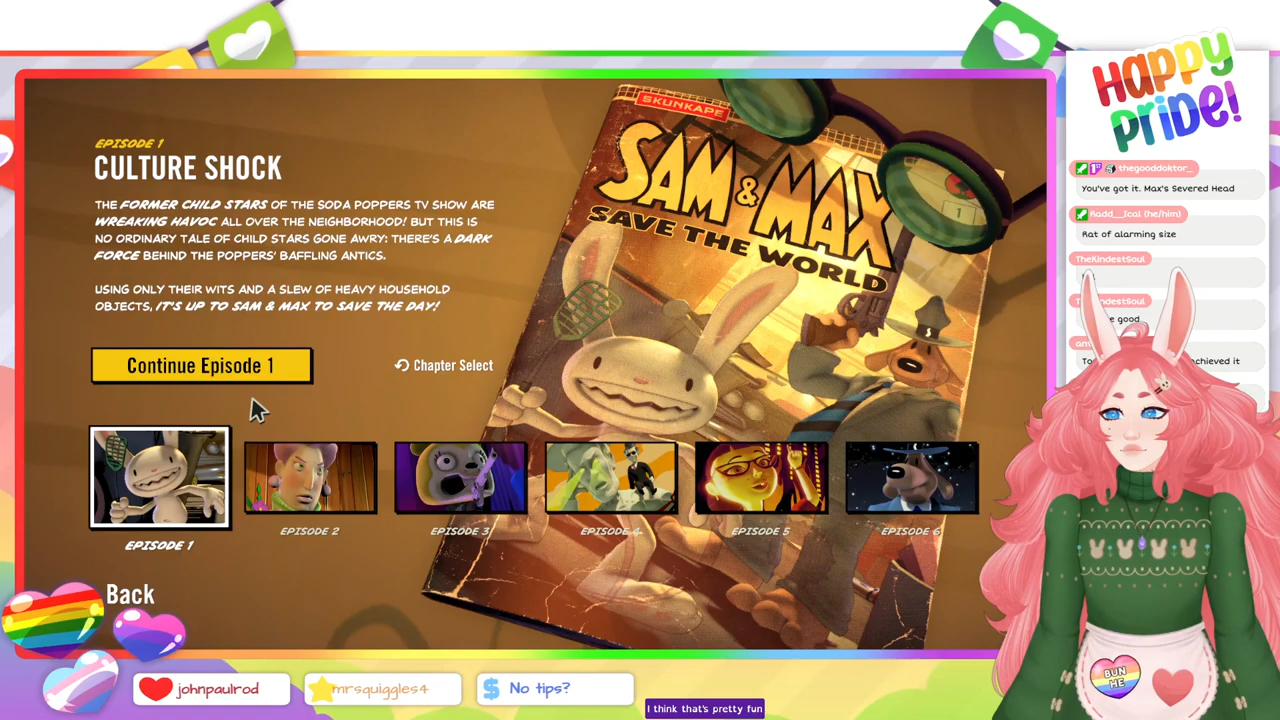 EPISODE 1
CULTURE SHOCK
THE FORMER CHILD STARS OF THE SODA POPPERS TV SHOW ARE
WREAKING HAVOC ALL OVER THE NEIGHBORHOOD! BUT THIS IS
NO ORDINARY TALE OF CHILD STARS GONE AWRY: THERE'S A DARK
FORCE BEHIND THE POPPERS' BAFFLING ANTICS.
USING ONLY THEIR WITS AND A SLEW OF HEAVY HOUSEHOLD
OBJECTS, IT'S UP TO SAM & MAX TO SAVE THE DAY!
Continue Episode 1
Chapter Select
EPISODE 1
EPISODE 2
EPISODE 3
EPISODE 4
EPISODE 5
EPISODE 6
Back
SKUNKAPE
SAM & MAX
SAVE THE WORLD
1
Happy
Pride!
1st
thegooddoktor_
You've got it. Max's Severed Head
Radd__Ical (he/him)
Rat of alarming size
TheKindestSoul
good
achieved it
BUN
ME
johnpaulrod
mrsquiggles4
$ No tips?
I think that's pretty fun